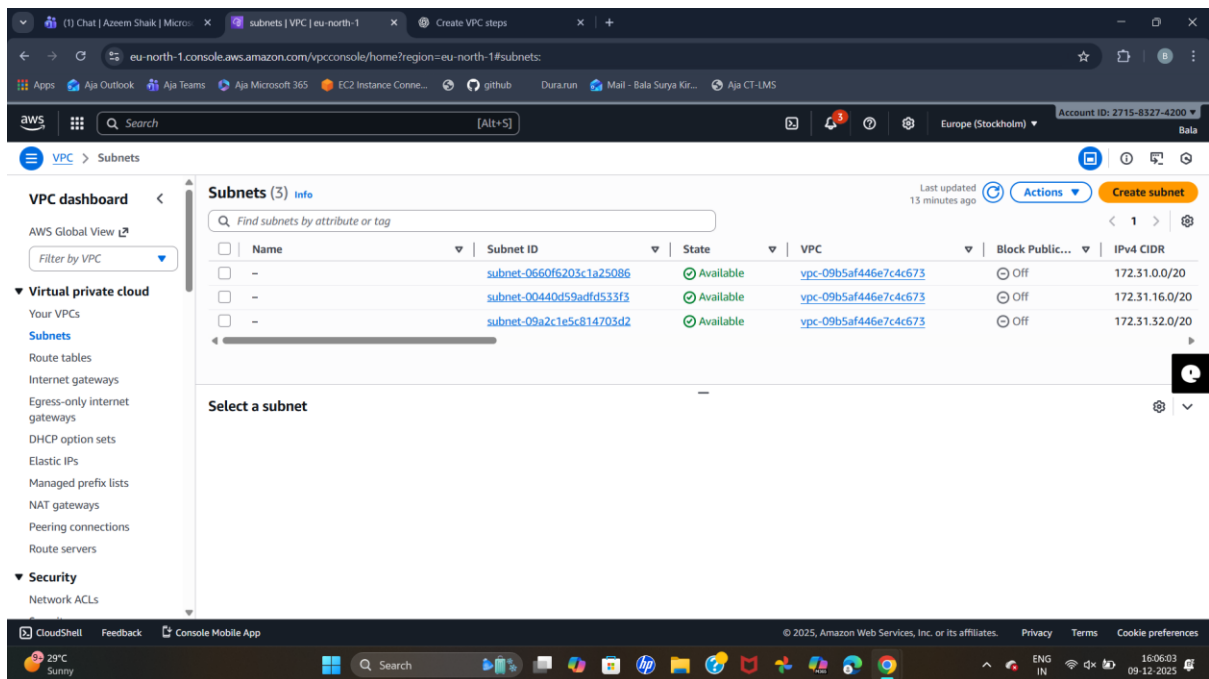 (1) Chat | Azeem Shaik | Micros
subnets | VPC | eu-north-1
Create VPC steps
eu-north-1.console.aws.amazon.com/vpcconsole/home?region=eu-north-1#subnets:
Apps Aja Outlook Aja Teams Aja Microsoft 365 EC2 Instance Conne... github Dura.run Mail - Bala Surya Kir... Aja CT-LMS
aws Search [Alt+S] 3 Europe (Stockholm) ▼ Account ID: 2715-8327-4200 ▼
Bala
VPC > Subnets
VPC dashboard
AWS Global View
Filter by VPC
Virtual private cloud
Your VPCs
Subnets
Route tables
Internet gateways
Egress-only internet
gateways
DHCP option sets
Elastic IPs
Managed prefix lists
NAT gateways
Peering connections
Route servers
Security
Network ACLs
Subnets (3) Info
Last updated
13 minutes ago
Actions ▼
Create subnet
Find subnets by attribute or tag
< 1 >
Name Subnet ID State VPC Block Public... IPv4 CIDR
– subnet-0660f6203c1a25086 Available vpc-09b5af446e7c4c673 Off 172.31.0.0/20
– subnet-00440d59adfd533f3 Available vpc-09b5af446e7c4c673 Off 172.31.16.0/20
– subnet-09a2c1e5c814703d2 Available vpc-09b5af446e7c4c673 Off 172.31.32.0/20
Select a subnet
CloudShell Feedback Console Mobile App © 2025, Amazon Web Services, Inc. or its affiliates. Privacy Terms Cookie preferences
9+ 29°C
Sunny
Search
ENG
IN
16:06:03
09-12-2025